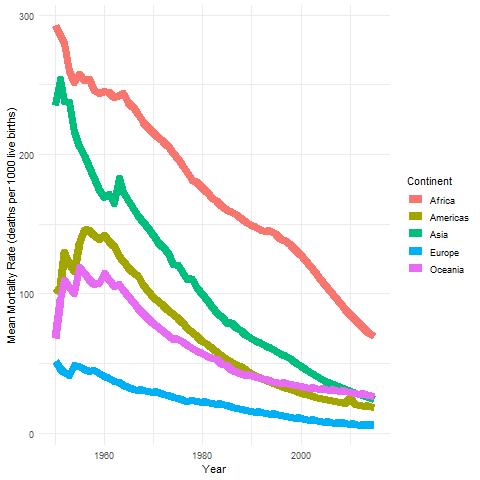 300
200
100
0
Mean Mortality Rate (deaths per 1000 live births)
1960
1980
2000
Year
Continent
Africa
Americas
Asia
Europe
Oceania